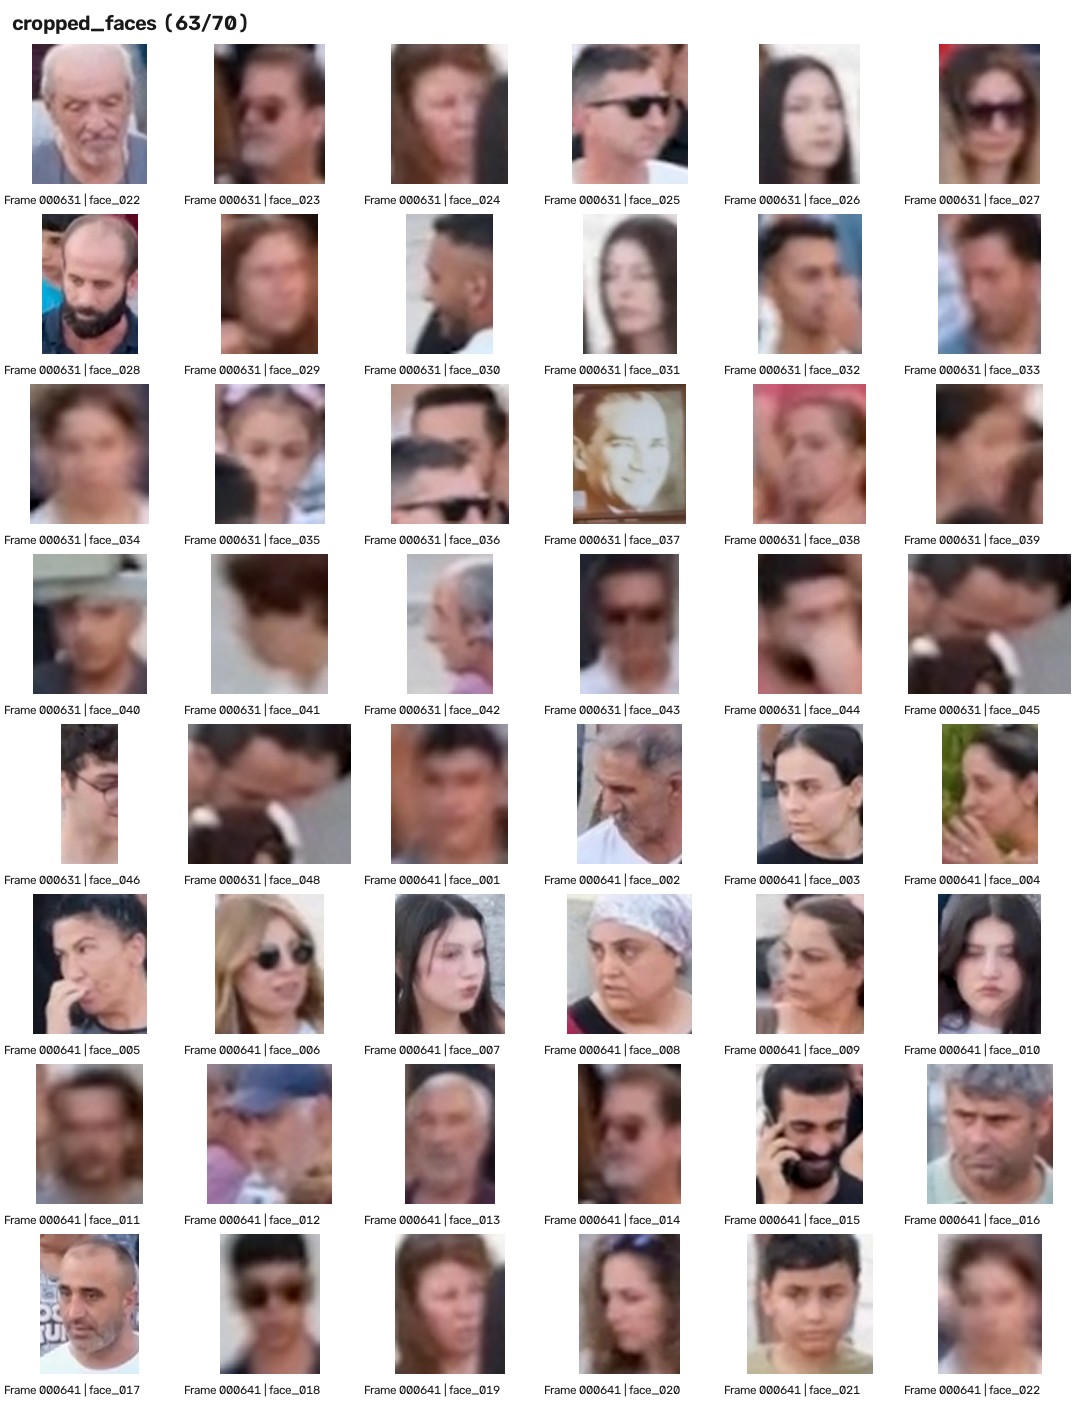 cropped_faces (63/70)
Frame 000631 | face_022 Frame 000631 | face_023 Frame 000631 | face_024 Frame 000631 | face_025 Frame 000631 | face_026 Frame 000631 | face_027
Frame 000631 | face_028 Frame 000631 | face_029 Frame 000631 | face_030 Frame 000631 | face_031 Frame 000631 | face_032 Frame 000631 | face_033
Frame 000631 | face_034 Frame 000631 | face_035 Frame 000631 | face_036 Frame 000631 | face_037 Frame 000631 | face_038 Frame 000631 | face_039
Frame 000631 | face_040 Frame 000631 | face_041 Frame 000631 | face_042 Frame 000631 | face_043 Frame 000631 | face_044 Frame 000631 | face_045
Frame 000631 | face_046 Frame 000631 | face_048 Frame 000641 | face_001 Frame 000641 | face_002 Frame 000641 | face_003 Frame 000641 | face_004
Frame 000641 | face_005 Frame 000641 | face_006 Frame 000641 | face_007 Frame 000641 | face_008 Frame 000641 | face_009 Frame 000641 | face_010
Frame 000641 | face_011 Frame 000641 | face_012 Frame 000641 | face_013 Frame 000641 | face_014 Frame 000641 | face_015 Frame 000641 | face_016
Frame 000641 | face_017 Frame 000641 | face_018 Frame 000641 | face_019 Frame 000641 | face_020 Frame 000641 | face_021 Frame 000641 | face_022